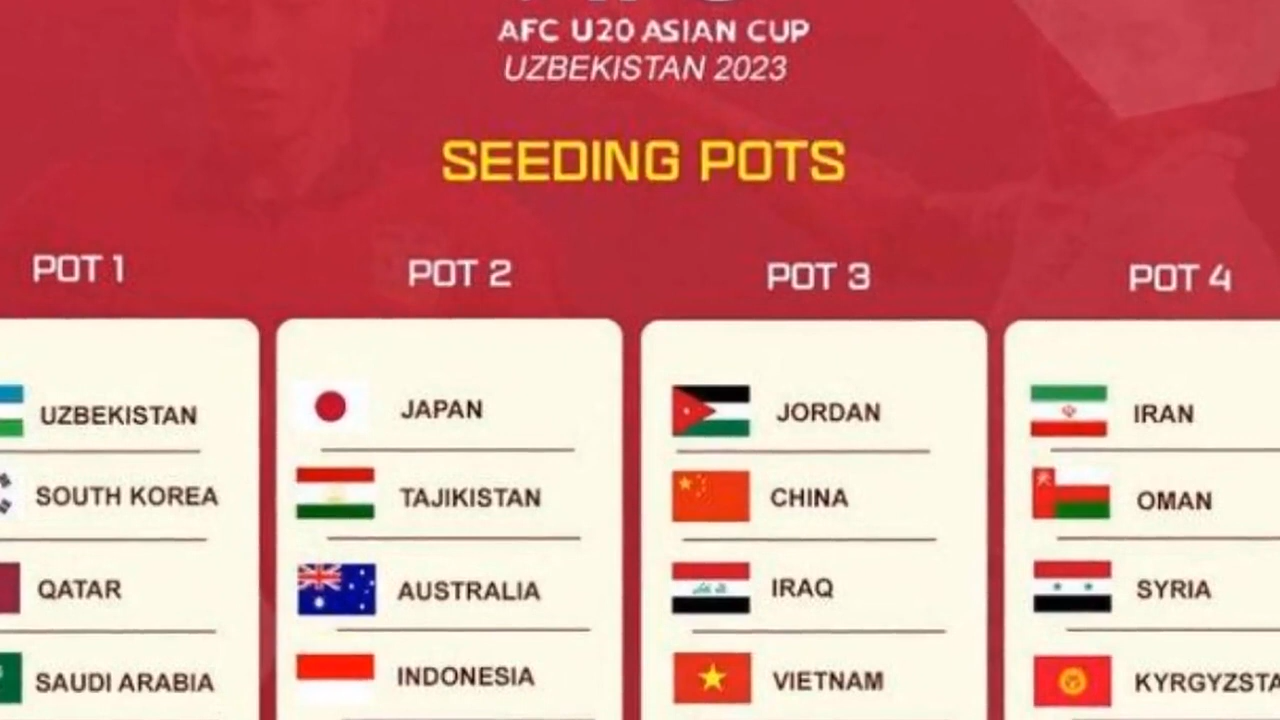 AFC U20 ASIAN CUP
UZBEKISTAN 2023
SEEDING POTS
POT 1
POT 2
POT 3
POT 4
UZBEKISTAN
JAPAN
JORDAN
IRAN
SOUTH KOREA
TAJIKISTAN
CHINA
OMAN
QATAR
AUSTRALIA
IRAQ
SYRIA
SAUDI ARABIA
INDONESIA
VIETNAM
KYRGYZSTA